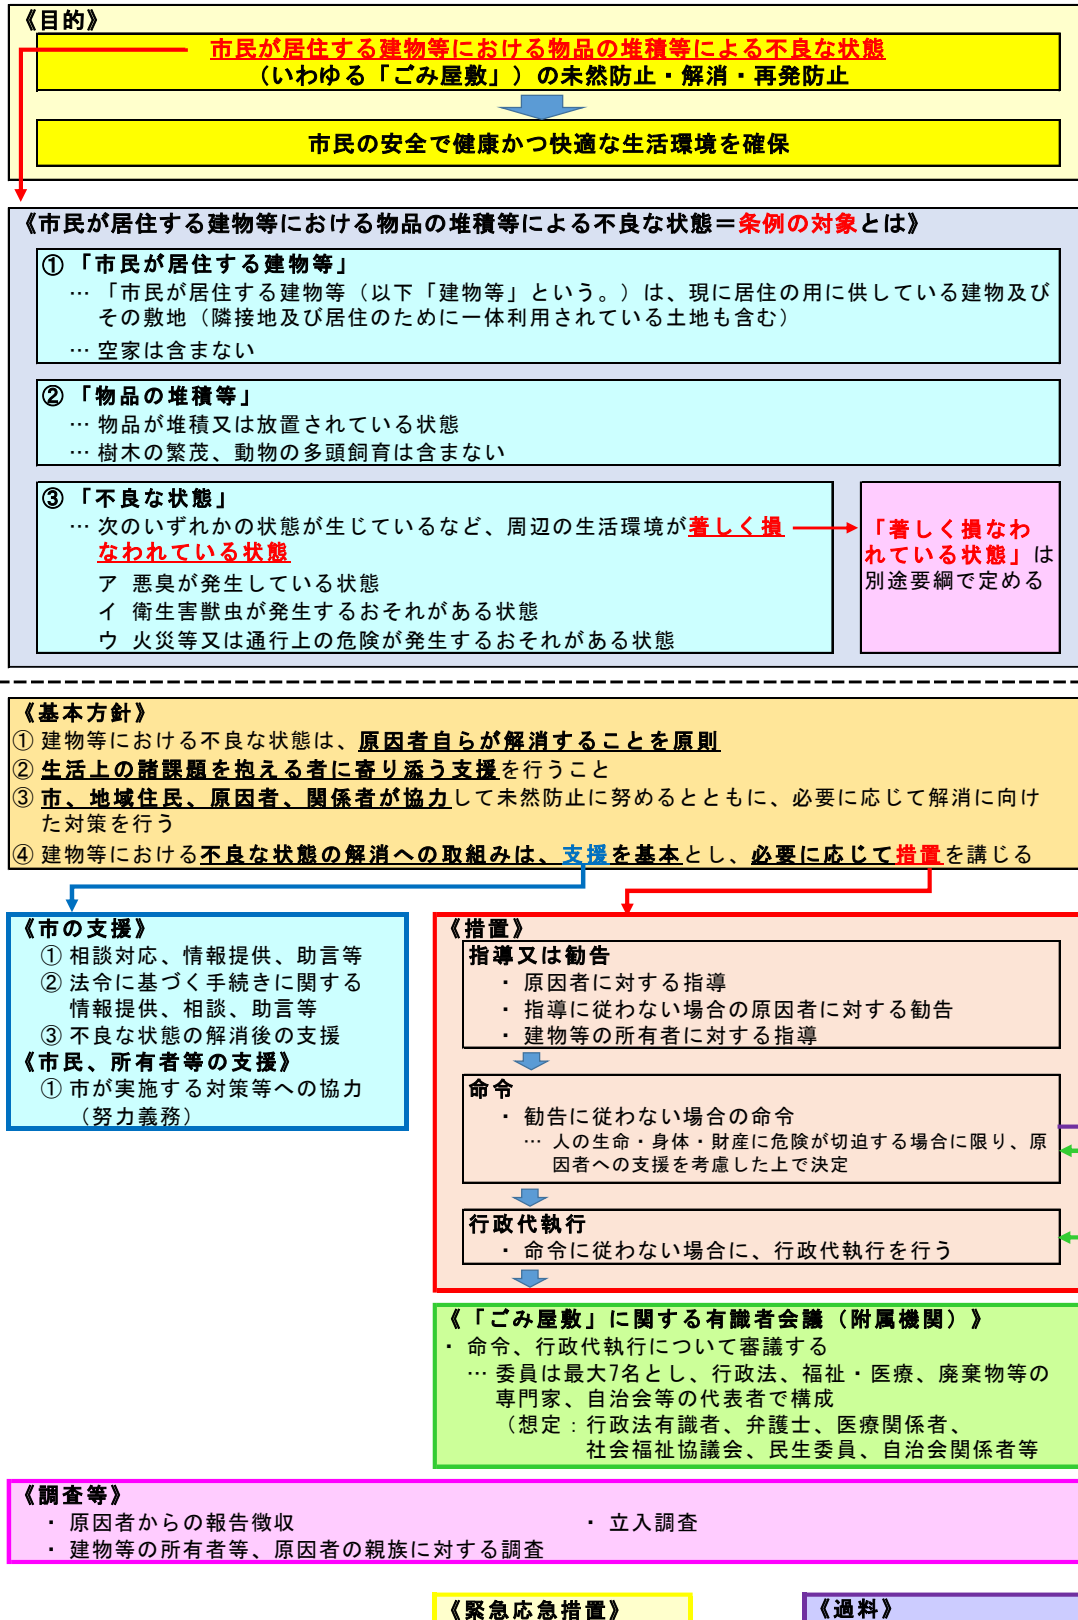 《目的》
市民が居住する建物等における物品の堆積等による不良な状態
（いわゆる「ごみ屋敷」）の未然防止・解消・再発防止
市民の安全で健康かつ快適な生活環境を確保
《市民が居住する建物等における物品の堆積等による不良な状態＝条例の対象とは》
① 「市民が居住する建物等」
… 「市民が居住する建物等（以下「建物等」という。）は、現に居住の用に供している建物及び
その敷地（隣接地及び居住のために一体利用されている土地も含む）
… 空家は含まない
② 「物品の堆積等」
… 物品が堆積又は放置されている状態
… 樹木の繁茂、動物の多頭飼育は含まない
③ 「不良な状態」
… 次のいずれかの状態が生じているなど、周辺の生活環境が著しく損
なわれている状態
ア 悪臭が発生している状態
イ 衛生害獣虫が発生するおそれがある状態
ウ 火災等又は通行上の危険が発生するおそれがある状態
「著しく損なわ
れている状態」は
別途要綱で定める
《基本方針》
① 建物等における不良な状態は、原因者自らが解消することを原則
② 生活上の諸課題を抱える者に寄り添う支援を行うこと
③ 市、地域住民、原因者、関係者が協力して未然防止に努めるとともに、必要に応じて解消に向け
た対策を行う
④ 建物等における不良な状態の解消への取組みは、支援を基本とし、必要に応じて措置を講じる
《市の支援》
① 相談対応、情報提供、助言等
② 法令に基づく手続きに関する
情報提供、相談、助言等
③ 不良な状態の解消後の支援
《市民、所有者等の支援》
① 市が実施する対策等への協力
（努力義務）
《措置》
指導又は勧告
・ 原因者に対する指導
・ 指導に従わない場合の原因者に対する勧告
・ 建物等の所有者に対する指導
命令
・ 勧告に従わない場合の命令
… 人の生命・身体・財産に危険が切迫する場合に限り、原
因者への支援を考慮した上で決定
行政代執行
・ 命令に従わない場合に、行政代執行を行う
《「ごみ屋敷」に関する有識者会議（附属機関）》
・ 命令、行政代執行について審議する
… 委員は最大7名とし、行政法、福祉・医療、廃棄物等の
専門家、自治会等の代表者で構成
（想定：行政法有識者、弁護士、医療関係者、
社会福祉協議会、民生委員、自治会関係者等
《調査等》
・ 原因者からの報告徴収 ・ 立入調査
・ 建物等の所有者等、原因者の親族に対する調査
《緊急応急措置》
《過料》